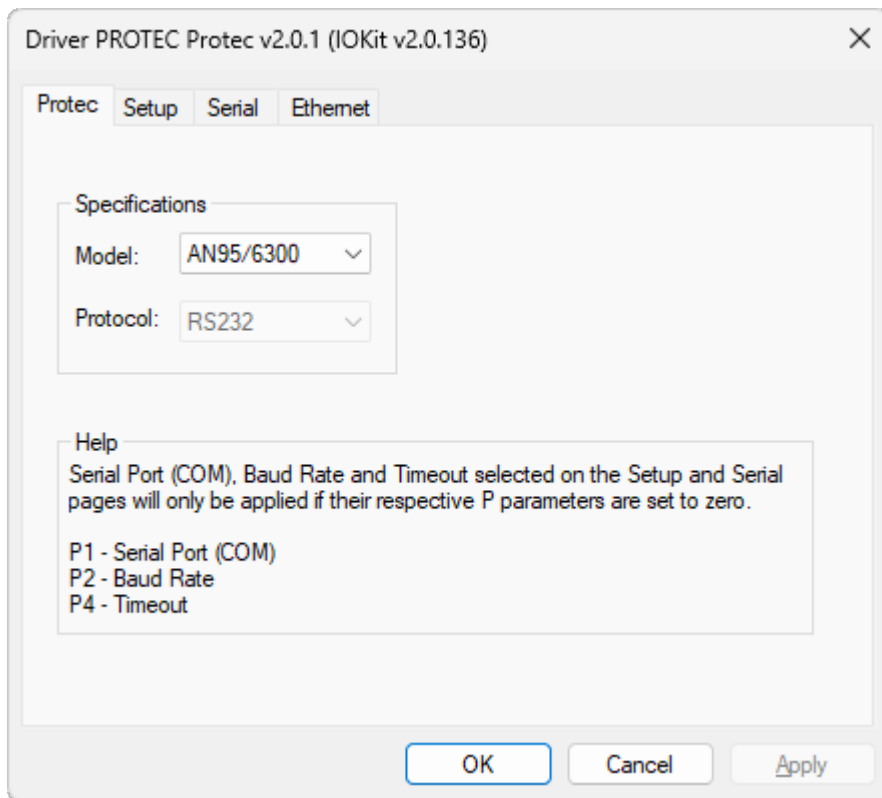 Driver PROTEC Protec v2.0.1 (IOKit v2.0.136)
Protec Setup Serial Ethernet
Specifications
Model: AN95/6300
Protocol: RS232
Help
Serial Port (COM), Baud Rate and Timeout selected on the Setup and Serial
pages will only be applied if their respective P parameters are set to zero.
P1 - Serial Port (COM)
P2 - Baud Rate
P4 - Timeout
OK Cancel Apply